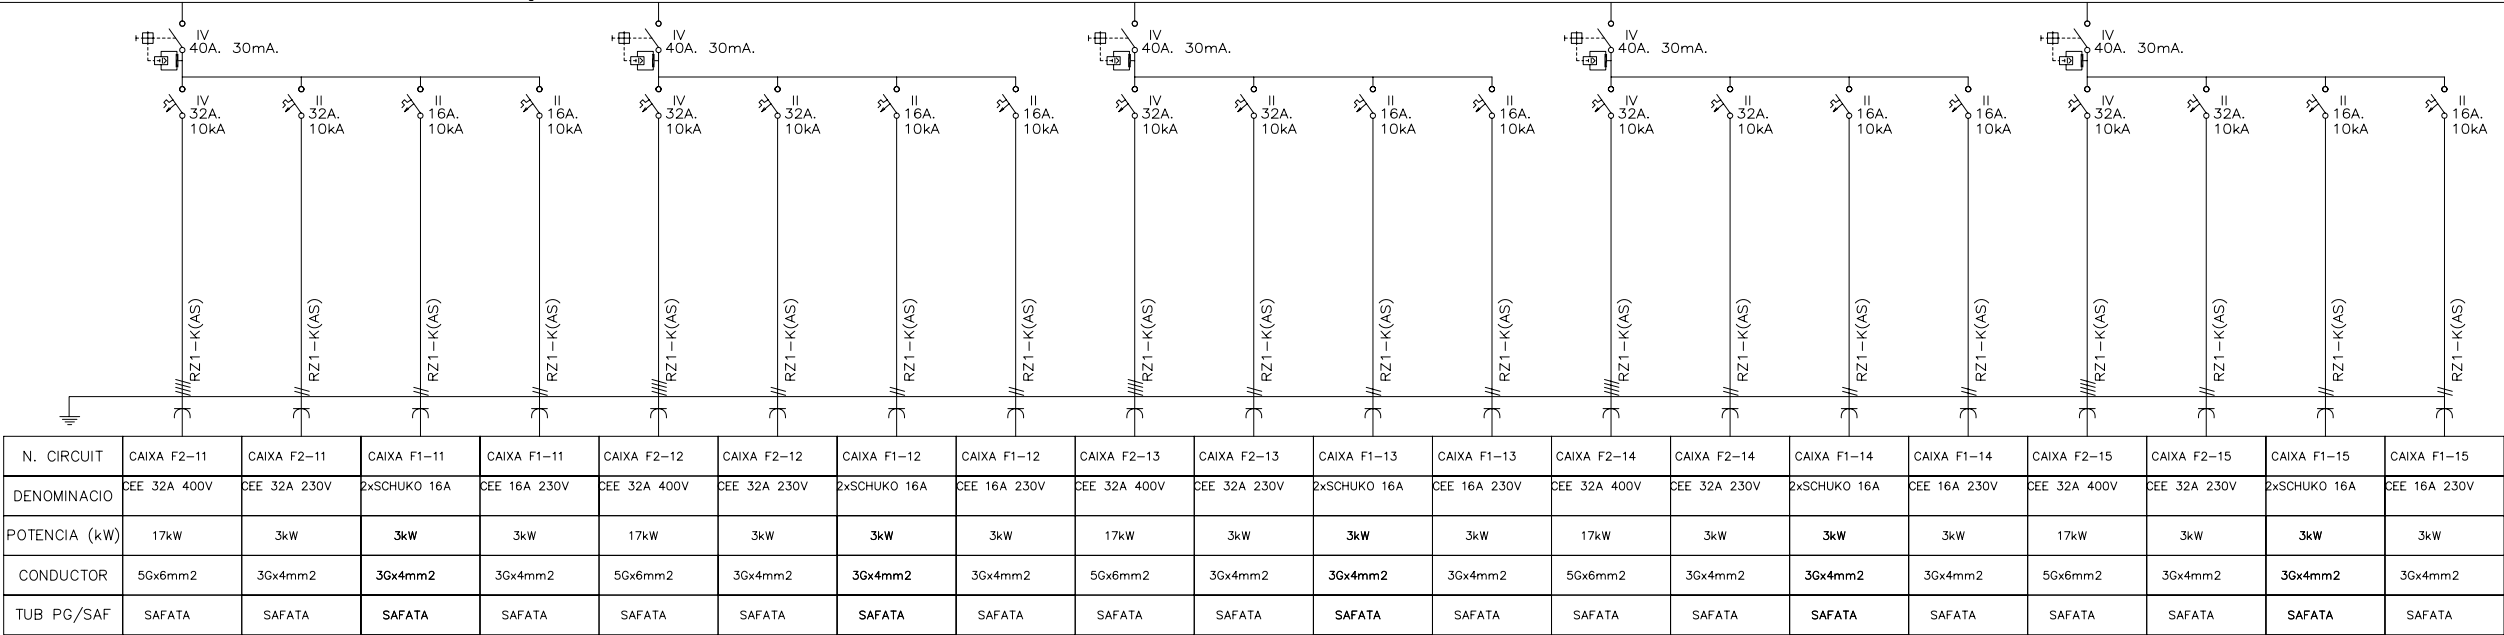 IV IV IV IV IV
40A. 30mA. 40A. 30mA. 40A. 30mA. 40A. 30mA. 40A. 30mA.
IV II II II IV II II II IV II II II IV II II II IV II II II
32A. 32A. 16A. 16A. 32A. 32A. 16A. 16A. 32A. 32A. 16A. 16A. 32A. 32A. 16A. 16A. 32A. 32A. 16A. 16A.
10kA 10kA 10kA 10kA 10kA 10kA 10kA 10kA 10kA 10kA 10kA 10kA 10kA 10kA 10kA 10kA 10kA 10kA 10kA 10kA
RZ1-K(AS) RZ1-K(AS) RZ1-K(AS) RZ1-K(AS) RZ1-K(AS) RZ1-K(AS) RZ1-K(AS) RZ1-K(AS) RZ1-K(AS) RZ1-K(AS) RZ1-K(AS) RZ1-K(AS) RZ1-K(AS) RZ1-K(AS) RZ1-K(AS) RZ1-K(AS) RZ1-K(AS) RZ1-K(AS) RZ1-K(AS) RZ1-K(AS)
N. CIRCUIT CAIXA F2-11 CAIXA F2-11 CAIXA F1-11 CAIXA F1-11 CAIXA F2-12 CAIXA F2-12 CAIXA F1-12 CAIXA F1-12 CAIXA F2-13 CAIXA F2-13 CAIXA F1-13 CAIXA F1-13 CAIXA F2-14 CAIXA F2-14 CAIXA F1-14 CAIXA F1-14 CAIXA F2-15 CAIXA F2-15 CAIXA F1-15 CAIXA F1-15
DENOMINACIO CEE 32A 400V CEE 32A 230V 2xSCHUKO 16A CEE 16A 230V CEE 32A 400V CEE 32A 230V 2xSCHUKO 16A CEE 16A 230V CEE 32A 400V CEE 32A 230V 2xSCHUKO 16A CEE 16A 230V CEE 32A 400V CEE 32A 230V 2xSCHUKO 16A CEE 16A 230V CEE 32A 400V CEE 32A 230V 2xSCHUKO 16A CEE 16A 230V
POTENCIA (kW) 17kW 3kW 3kW 3kW 17kW 3kW 3kW 3kW 17kW 3kW 3kW 3kW 17kW 3kW 3kW 3kW 17kW 3kW 3kW 3kW
CONDUCTOR 5Gx6mm2 3Gx4mm2 3Gx4mm2 3Gx4mm2 5Gx6mm2 3Gx4mm2 3Gx4mm2 3Gx4mm2 5Gx6mm2 3Gx4mm2 3Gx4mm2 3Gx4mm2 5Gx6mm2 3Gx4mm2 3Gx4mm2 3Gx4mm2 5Gx6mm2 3Gx4mm2 3Gx4mm2 3Gx4mm2
TUB PG/SAF SAFATA SAFATA SAFATA SAFATA SAFATA SAFATA SAFATA SAFATA SAFATA SAFATA SAFATA SAFATA SAFATA SAFATA SAFATA SAFATA SAFATA SAFATA SAFATA SAFATA